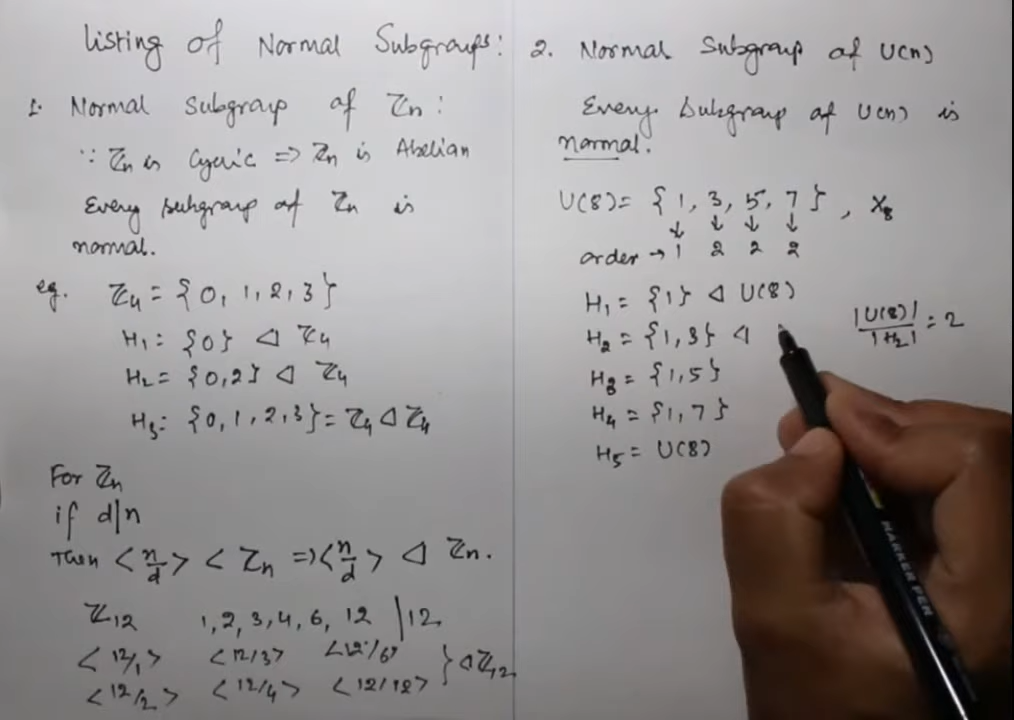 Listing of Normal Subgroups:
1. Normal Subgroup of Zn:
∵ Zn is Cyclic => Zn is Abelian
Every subgroup of Zn is
normal.
eg. Z4 = {0, 1, 2, 3}
H1 = {0} ◁ Z4
H2 = {0,2} ◁ Z4
H3 = {0, 1, 2, 3} = Z4 ◁ Z4
For Zn
if d|n
Then <n/d> < Zn => <n/d> ◁ Zn.
Z12 1, 2, 3, 4, 6, 12 | 12
<12/1> <12/3> <12/6>
<12/2> <12/4> <12/12> } ◁ Z12
2. Normal Subgroup of U(n)
Every Subgroup of U(n) is
normal.
U(8) = {1, 3, 5, 7}, X8
↓ ↓ ↓ ↓
order → 1 2 2 2
H1 = {1} ◁ U(8)
H2 = {1, 3} ◁
|U(8)|/|H2| = 2
H3 = {1, 5}
H4 = {1, 7}
H5 = U(8)
MARKER PEN